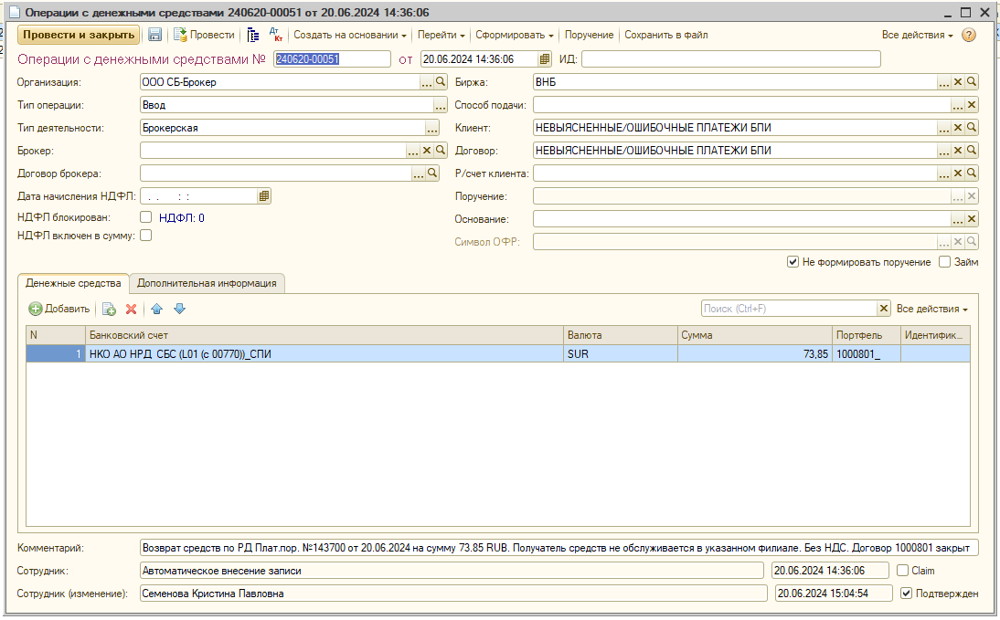 Операции с денежными средствами 240620-00051 от 20.06.2024 14:36:06
Провести и закрыть Провести Дт Кт Создать на основании Перейти Сформировать Поручение Сохранить в файл Все действия ?
Операции с денежными средствами № 240620-00051 от 20.06.2024 14:36:06 ИД:
Организация: ООО СБ-Брокер ... Биржа: ВНБ ...
Тип операции: Ввод ... Способ подачи: ...
Тип деятельности: Брокерская ... Клиент: НЕВЫЯСНЕННЫЕ/ОШИБОЧНЫЕ ПЛАТЕЖИ БПИ ...
Брокер: ... Договор: НЕВЫЯСНЕННЫЕ/ОШИБОЧНЫЕ ПЛАТЕЖИ БПИ ...
Договор брокера: ... Р/счет клиента: ...
Дата начисления НДФЛ: . . : : Поручение: ...
НДФЛ блокирован: НДФЛ: 0 Основание: ...
НДФЛ включен в сумму: Символ ОФР: ...
Не формировать поручение Займ
Денежные средства Дополнительная информация
Добавить Поиск (Ctrl+F) Все действия
N Банковский счет Валюта Сумма Портфель Идентифик...
1 НКО АО НРД СБС (L01 (с 00770))_СПИ SUR 73,85 1000801_
Комментарий: Возврат средств по РД Плат.пор. №143700 от 20.06.2024 на сумму 73.85 RUB. Получатель средств не обслуживается в указанном филиале. Без НДС. Договор 1000801 закрыт
Сотрудник: Автоматическое внесение записи 20.06.2024 14:36:06 Claim
Сотрудник (изменение): Семенова Кристина Павловна 20.06.2024 15:04:54 Подтвержден